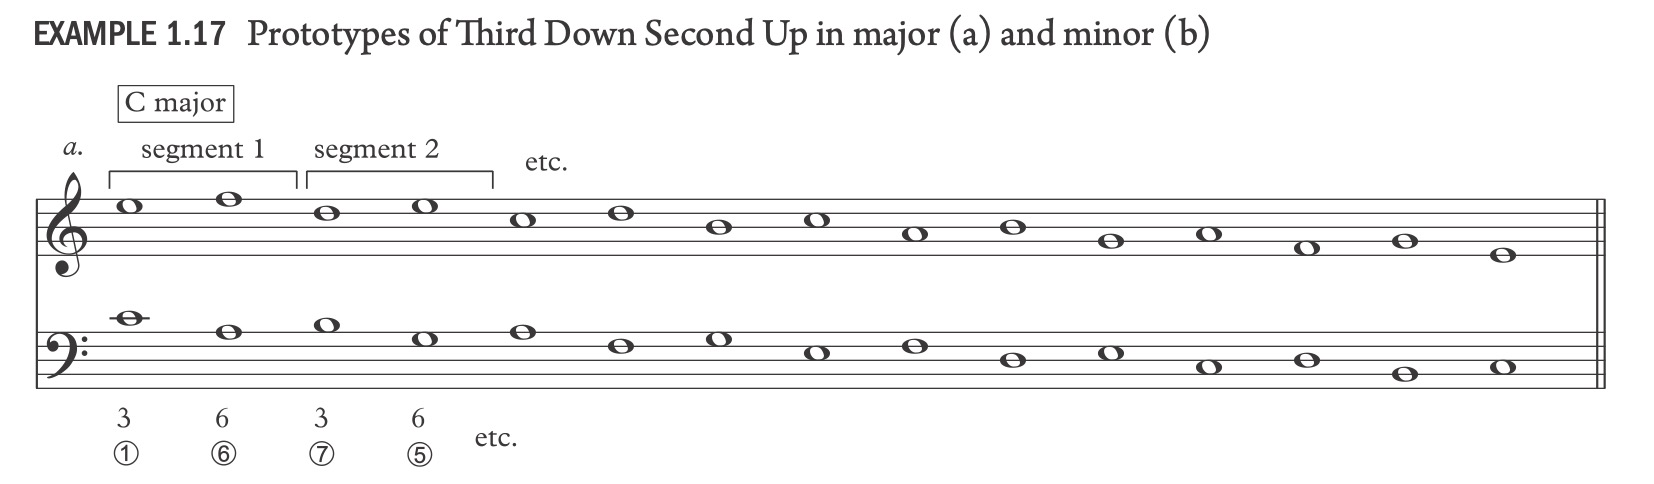 EXAMPLE 1.17 Prototypes of Third Down Second Up in major (a) and minor (b)
C major
a. segment 1 segment 2 etc.
3 6 3 6
① ⑥ ⑦ ⑤ etc.